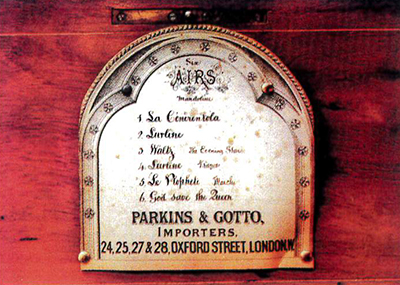 Six
AIRS
Mandoline
1. La Cenerentola
2. Lurline
3 Waltz The Evening Star
4. Lurline
5 Le Prophete March
6. God save the Queen
PARKINS & GOTTO,
IMPORTERS,
24, 25, 27 & 28, OXFORD STREET, LONDON.W.